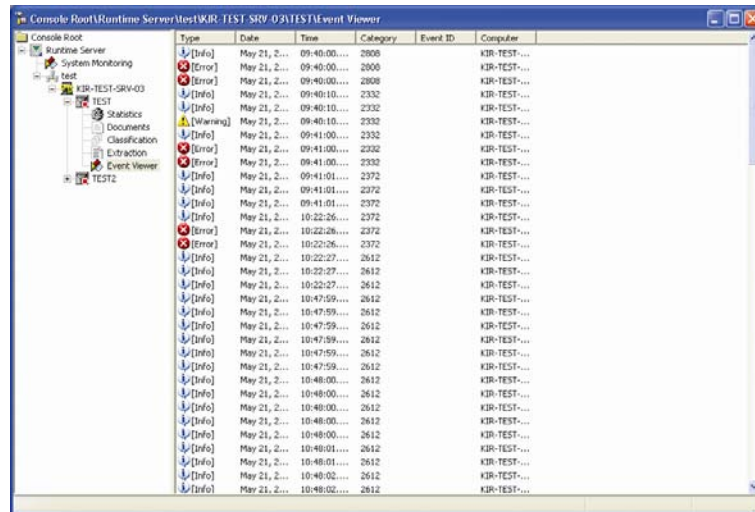 Console Root\Runtime Server\test\KIR-TEST-SRV-03\TEST\Event Viewer
Console Root
Runtime Server
System Monitoring
test
KIR-TEST-SRV-03
TEST
Statistics
Documents
Classification
Extraction
Event Viewer
TEST2
Type Date Time Category Event ID Computer
[Info] May 21, 2... 09:40:00.... 2808 KIR-TEST-...
[Error] May 21, 2... 09:40:00.... 2808 KIR-TEST-...
[Error] May 21, 2... 09:40:00.... 2808 KIR-TEST-...
[Info] May 21, 2... 09:40:10.... 2332 KIR-TEST-...
[Info] May 21, 2... 09:40:10.... 2332 KIR-TEST-...
[Warning] May 21, 2... 09:40:10.... 2332 KIR-TEST-...
[Info] May 21, 2... 09:41:00.... 2332 KIR-TEST-...
[Error] May 21, 2... 09:41:00.... 2332 KIR-TEST-...
[Error] May 21, 2... 09:41:00.... 2332 KIR-TEST-...
[Info] May 21, 2... 09:41:01.... 2372 KIR-TEST-...
[Info] May 21, 2... 09:41:01.... 2372 KIR-TEST-...
[Info] May 21, 2... 09:41:01.... 2372 KIR-TEST-...
[Info] May 21, 2... 10:22:26.... 2372 KIR-TEST-...
[Error] May 21, 2... 10:22:26.... 2372 KIR-TEST-...
[Error] May 21, 2... 10:22:26.... 2372 KIR-TEST-...
[Info] May 21, 2... 10:22:27.... 2612 KIR-TEST-...
[Info] May 21, 2... 10:22:27.... 2612 KIR-TEST-...
[Info] May 21, 2... 10:22:27.... 2612 KIR-TEST-...
[Info] May 21, 2... 10:47:59.... 2612 KIR-TEST-...
[Info] May 21, 2... 10:47:59.... 2612 KIR-TEST-...
[Info] May 21, 2... 10:47:59.... 2612 KIR-TEST-...
[Info] May 21, 2... 10:47:59.... 2612 KIR-TEST-...
[Info] May 21, 2... 10:47:59.... 2612 KIR-TEST-...
[Info] May 21, 2... 10:47:59.... 2612 KIR-TEST-...
[Info] May 21, 2... 10:48:00.... 2612 KIR-TEST-...
[Info] May 21, 2... 10:48:00.... 2612 KIR-TEST-...
[Info] May 21, 2... 10:48:00.... 2612 KIR-TEST-...
[Info] May 21, 2... 10:48:00.... 2612 KIR-TEST-...
[Info] May 21, 2... 10:48:01.... 2612 KIR-TEST-...
[Info] May 21, 2... 10:48:01.... 2612 KIR-TEST-...
[Info] May 21, 2... 10:48:02.... 2612 KIR-TEST-...
[Info] May 21, 2... 10:48:02.... 2612 KIR-TEST-...